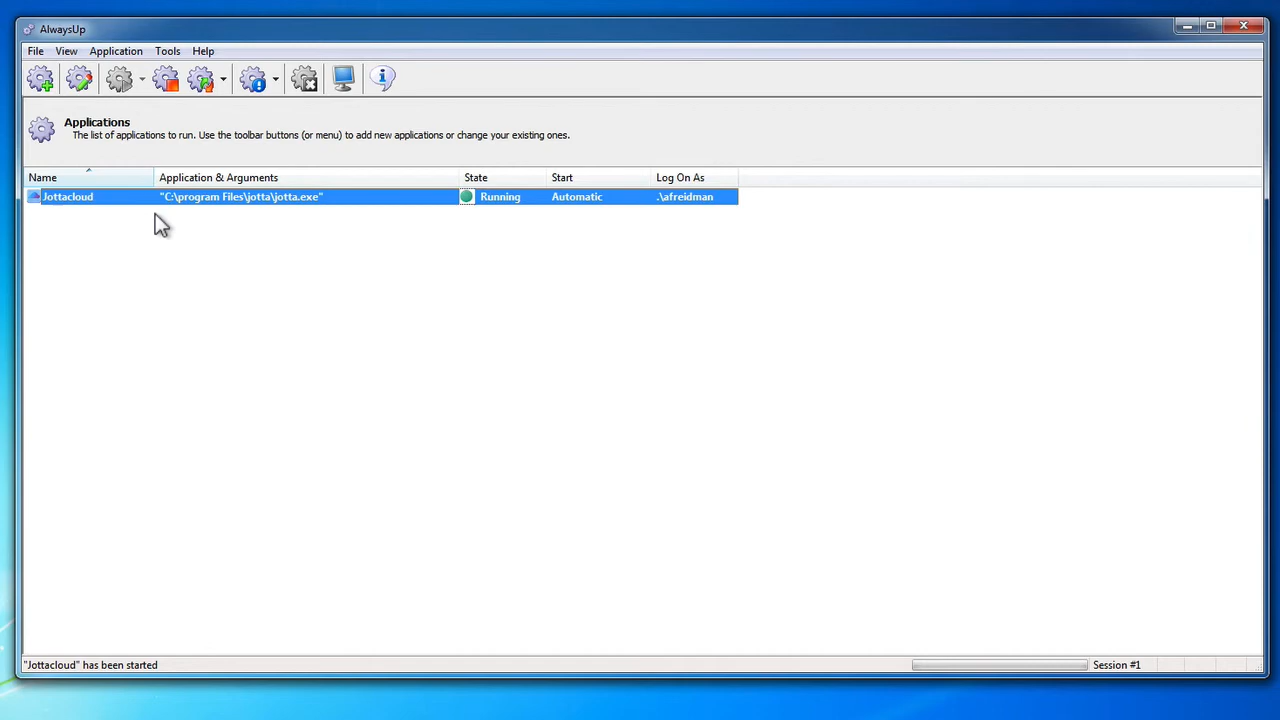 AlwaysUp
File View Application Tools Help
Applications
The list of applications to run. Use the toolbar buttons (or menu) to add new applications or change your existing ones.
Name Application & Arguments State Start Log On As
Jottacloud "C:\program Files\jotta\jotta.exe" Running Automatic .\afreidman
"Jottacloud" has been started Session #1